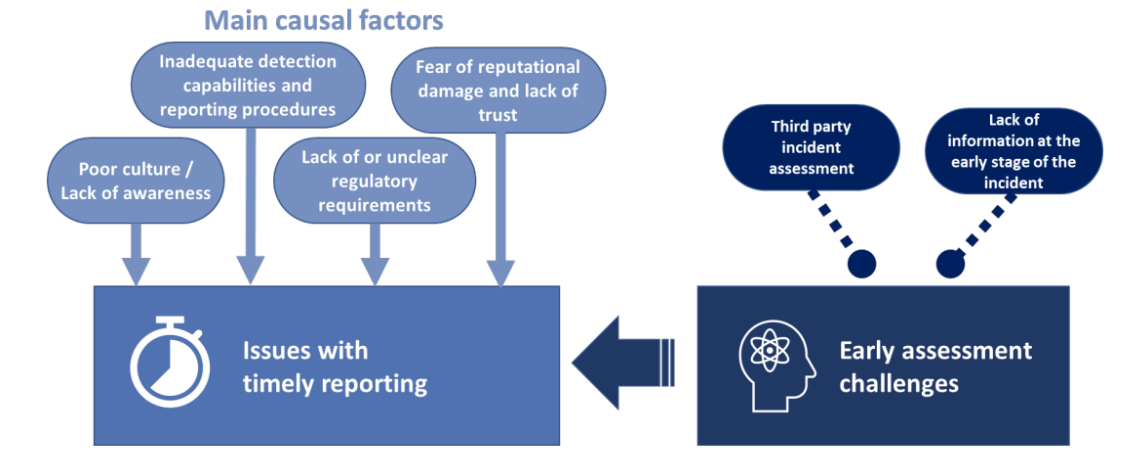 Main causal factors
Inadequate detection
capabilities and
reporting procedures
Fear of reputational
damage and lack of
trust
Poor culture /
Lack of awareness
Lack of or unclear
regulatory
requirements
Third party
incident
assessment
Lack of
information at the
early stage of the
incident
Issues with
timely reporting
Early assessment
challenges